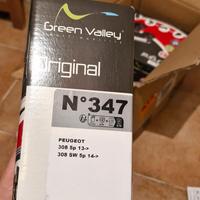 Green Valley
Original
N°347
PEUGEOT
308 5p 13->
308 SW 5p 14->